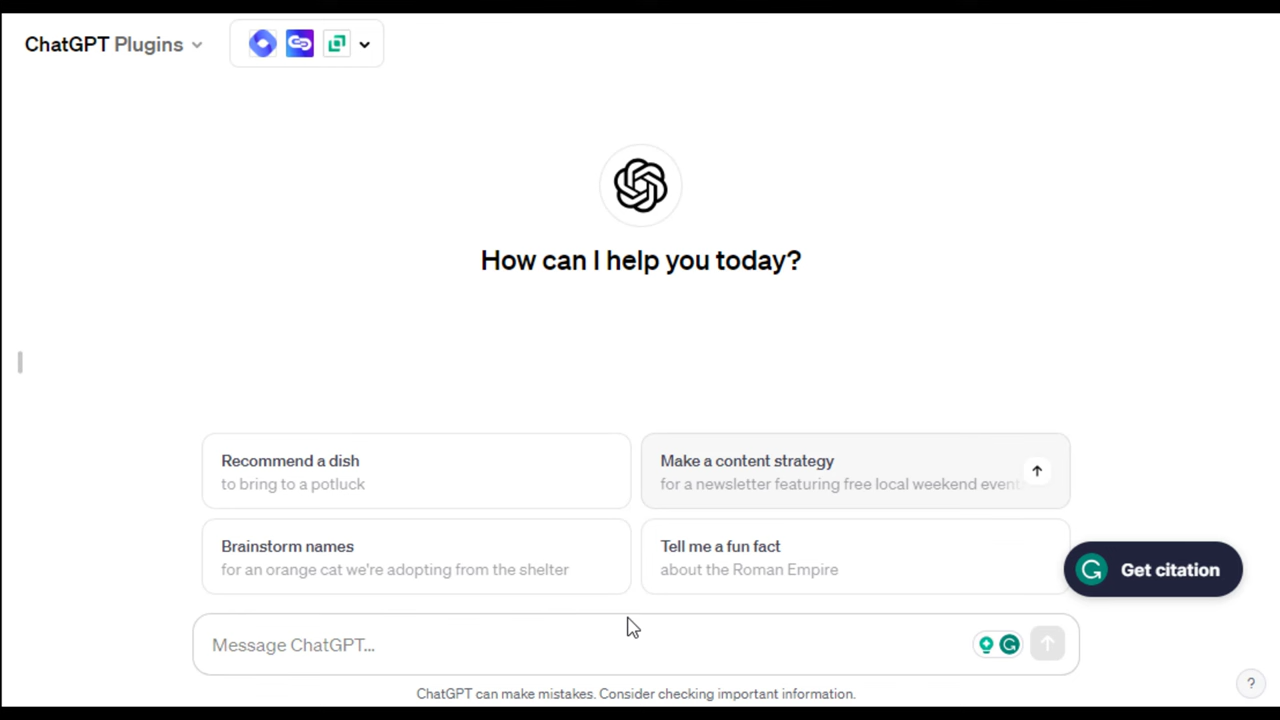 ChatGPT Plugins
How can I help you today?
Recommend a dish
to bring to a potluck
Make a content strategy
for a newsletter featuring free local weekend event
Brainstorm names
for an orange cat we're adopting from the shelter
Tell me a fun fact
about the Roman Empire
Get citation
Message ChatGPT...
ChatGPT can make mistakes. Consider checking important information.
?